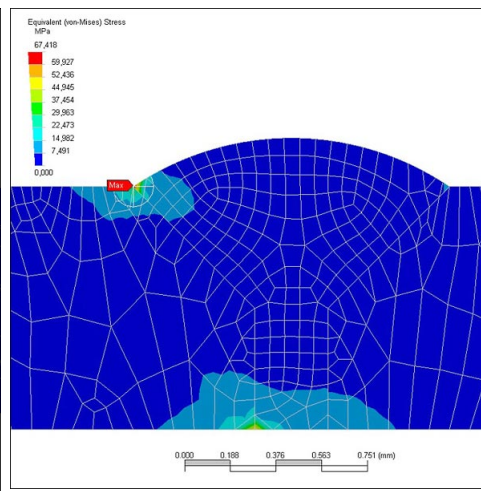 Equivalent (von-Mises) Stress
MPa
67,418
59,927
52,436
44,945
37,454
29,963
22,473
14,982
7,491
0,000
Max
0.000 0.188 0.376 0.563 0.751 (mm)